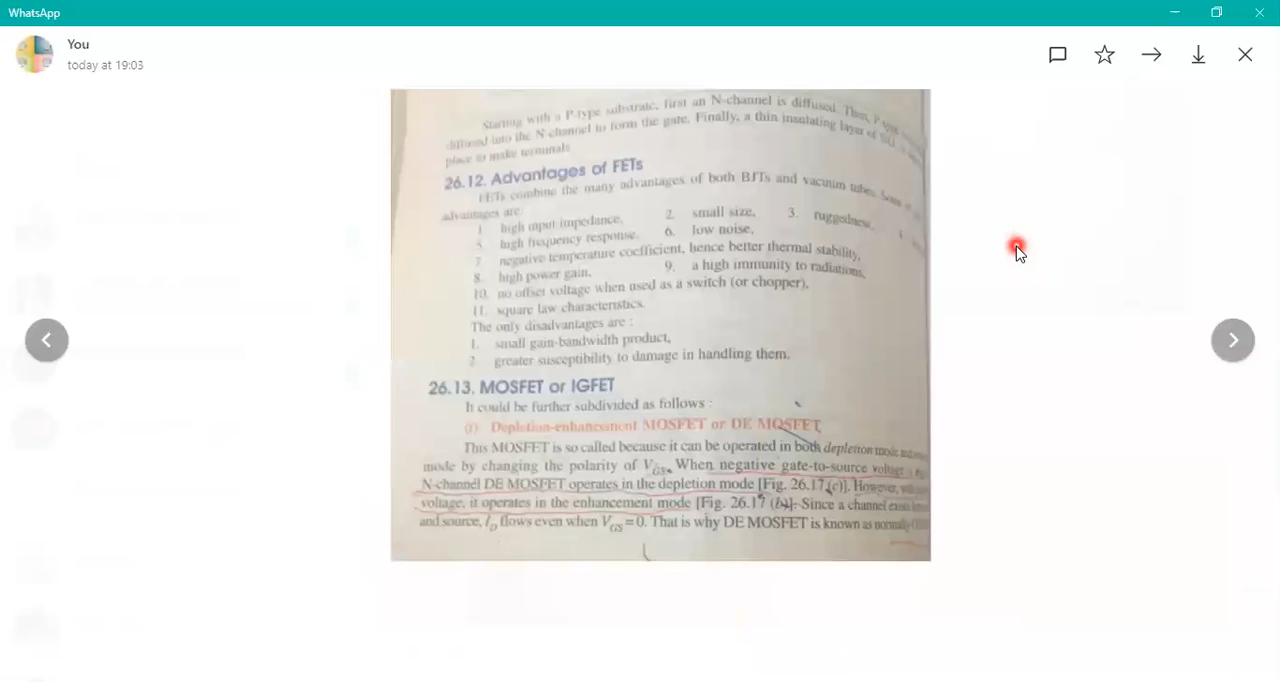 WhatsApp
You
today at 19:03
Starting with a P-type substrate, first an N-channel is diffused. Then, P-type
diffused into the N-channel to form the gate. Finally, a thin insulating layer of
place to make terminals
26.12. Advantages of FETs
FETs combine the many advantages of both BJTs and vacuum tubes. Some of
advantages are:
1. high input impedance, 2. small size, 3. ruggedness,
5. high frequency response, 6. low noise,
7. negative temperature coefficient, hence better thermal stability,
8. high power gain, 9. a high immunity to radiations,
10. no offset voltage when used as a switch (or chopper),
11. square law characteristics.
The only disadvantages are :
1. small gain-bandwidth product,
2. greater susceptibility to damage in handling them.
26.13. MOSFET or IGFET
It could be further subdivided as follows :
(i) Depletion-enhancement MOSFET or DE MOSFET
This MOSFET is so called because it can be operated in both depletion mode
mode by changing the polarity of VGS. When negative gate-to-source voltage
N-channel DE MOSFET operates in the depletion mode [Fig. 26.17 (c)]. However,
voltage, it operates in the enhancement mode [Fig. 26.17 (b)]. Since a channel exists
and source, ID flows even when VGS = 0. That is why DE MOSFET is known as normally